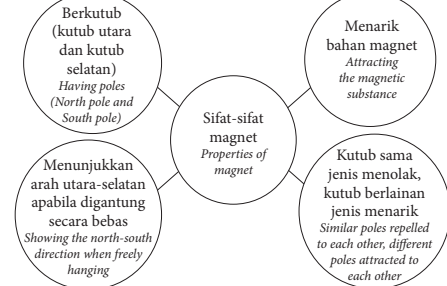 Berkutub
(kutub utara
dan kutub
selatan)
Having poles
(North pole and
South pole)
Menarik
bahan magnet
Attracting
the magnetic
substance
Sifat-sifat
magnet
Properties of
magnet
Menunjukkan
arah utara-selatan
apabila digantung
secara bebas
Showing the north-south
direction when freely
hanging
Kutub sama
jenis menolak,
kutub berlainan
jenis menarik
Similar poles repelled
to each other, different
poles attracted to
each other